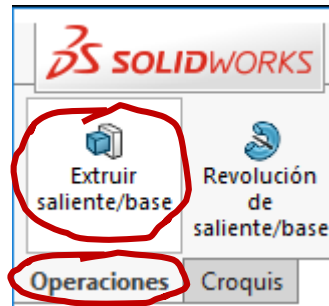 SOLIDWORKS
Extruir
saliente/base
Revolución
de
saliente/base
Operaciones
Croquis